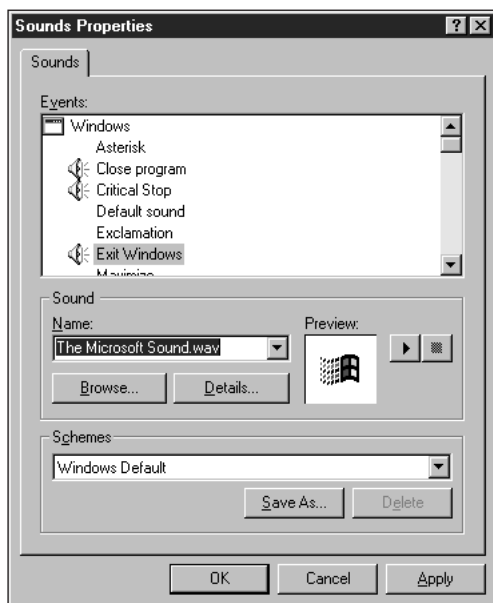 Sounds Properties
Sounds
Events:
Windows
Asterisk
Close program
Critical Stop
Default sound
Exclamation
Exit Windows
Maximize
Sound
Name:
Preview:
The Microsoft Sound.wav
Browse...
Details...
Schemes
Windows Default
Save As...
Delete
OK
Cancel
Apply